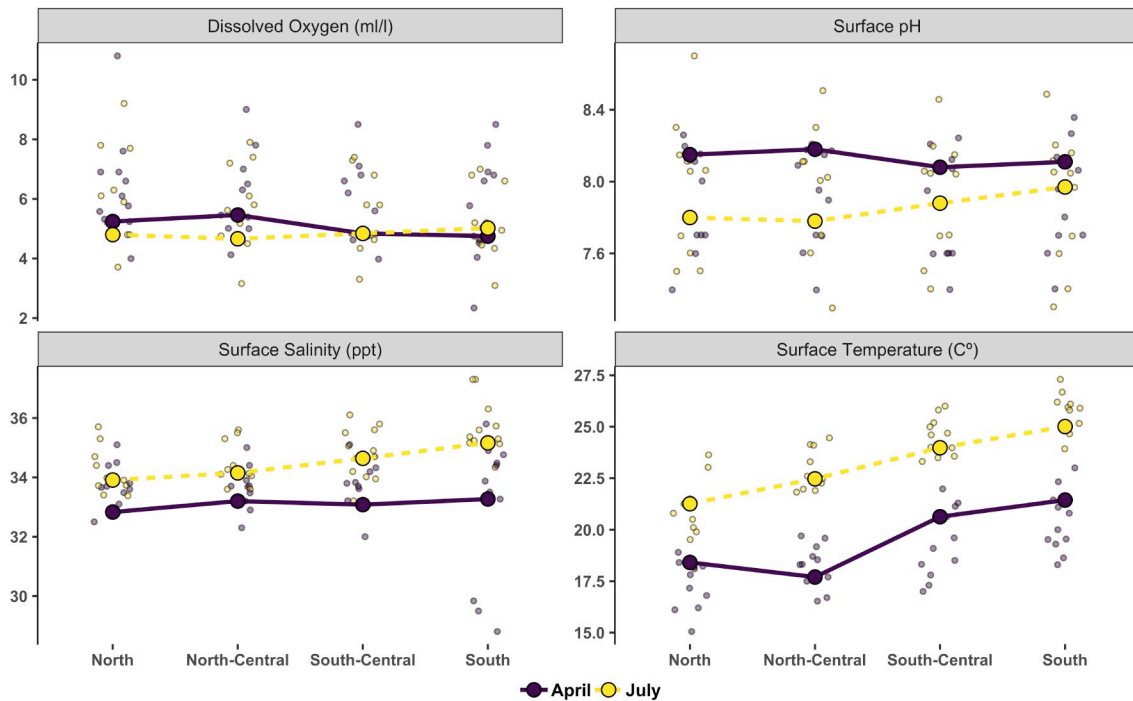 Dissolved Oxygen (ml/l)
Surface pH
10
8
6
4
2
8.4
8.0
7.6
Surface Salinity (ppt)
Surface Temperature (Cº)
36
34
32
30
27.5
25.0
22.5
20.0
17.5
15.0
North North-Central South-Central South
North North-Central South-Central South
April July